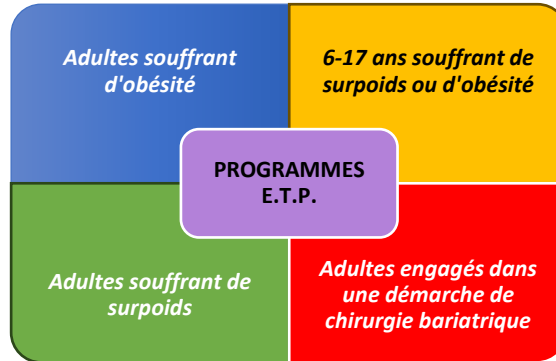 Adultes souffrant
d'obésité
6-17 ans souffrant de
surpoids ou d'obésité
PROGRAMMES
E.T.P.
Adultes souffrant de
surpoids
Adultes engagés dans
une démarche de
chirurgie bariatrique